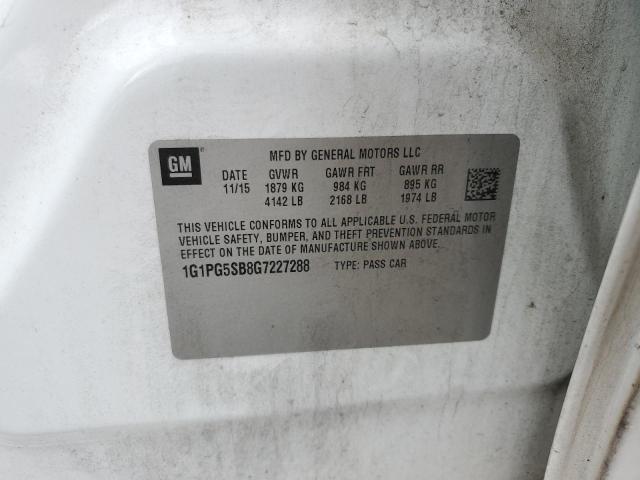 GM
MFD BY GENERAL MOTORS LLC
DATE GVWR GAWR FRT GAWR RR
11/15 1879 KG 984 KG 895 KG
4142 LB 2168 LB 1974 LB
THIS VEHICLE CONFORMS TO ALL APPLICABLE U.S. FEDERAL MOTOR
VEHICLE SAFETY, BUMPER, AND THEFT PREVENTION STANDARDS IN
EFFECT ON THE DATE OF MANUFACTURE SHOWN ABOVE.
1G1PG5SB8G7227288 TYPE: PASS CAR